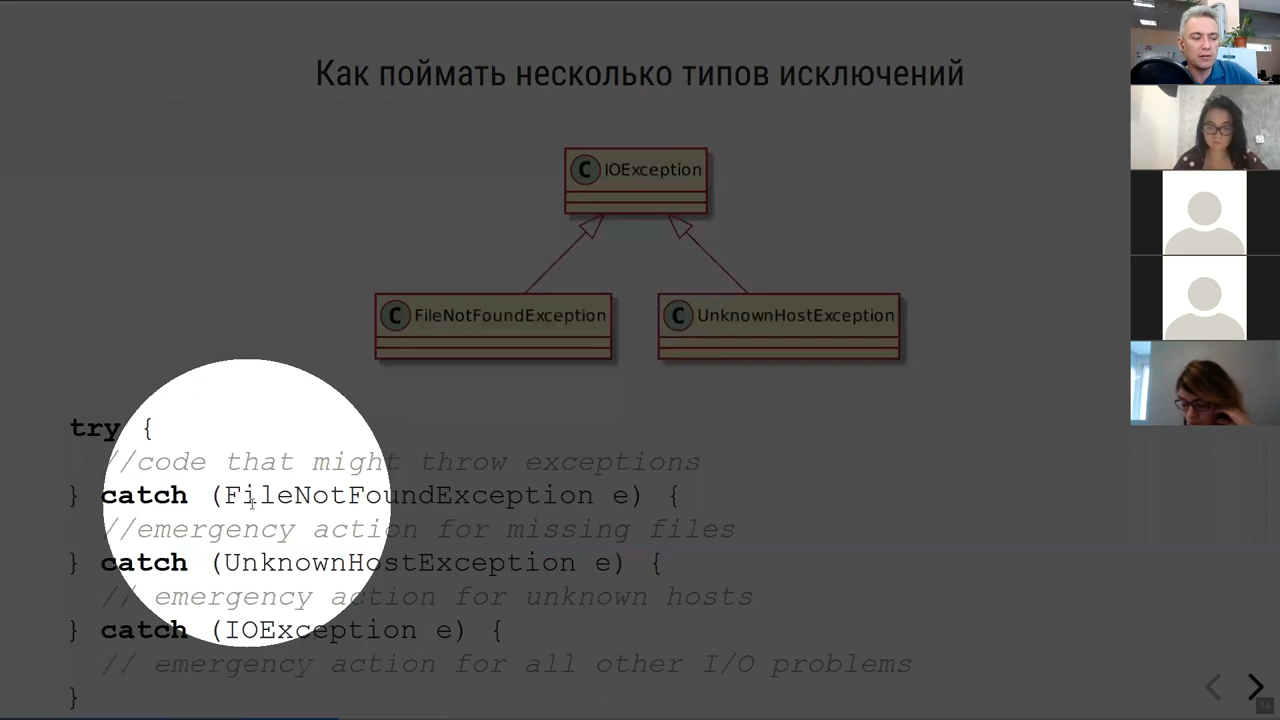 Как поймать несколько типов исключений
C IOException
C FileNotFoundException
C UnknownHostException
try {
//code that might throw exceptions
} catch (FileNotFoundException e) {
//emergency action for missing files
} catch (UnknownHostException e) {
// emergency action for unknown hosts
} catch (IOException e) {
// emergency action for all other I/O problems
}
14